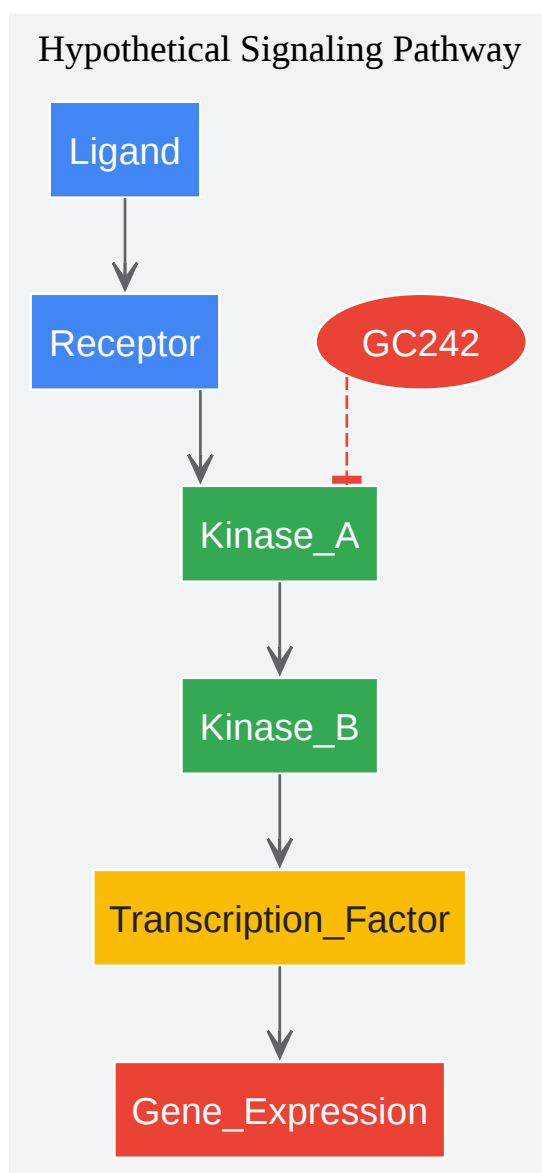 Hypothetical Signaling Pathway
Ligand
Receptor
GC242
Kinase_A
Kinase_B
Transcription_Factor
Gene_Expression